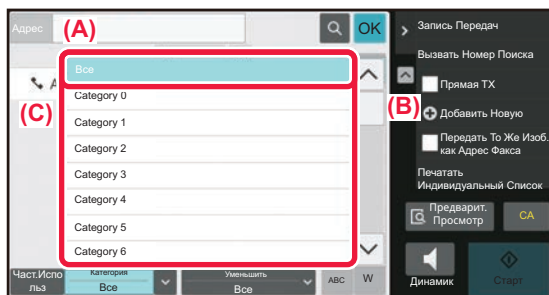 Адрес
(A)
OK
Запись Передач
Вызвать Номер Поиска
Все
A
(C)
(B)
Прямая TX
Category 0
Category 1
Добавить Новую
Category 2
Передать То Же Изоб.
как Адрес Факса
Category 3
Печатать
Индивидуальный Список
Category 4
Category 5
Предварит.
Просмотр
CA
Category 6
Част.Испо
льз
Категория
Все
Уменьшить
Все
ABC
W
Динамик
Старт